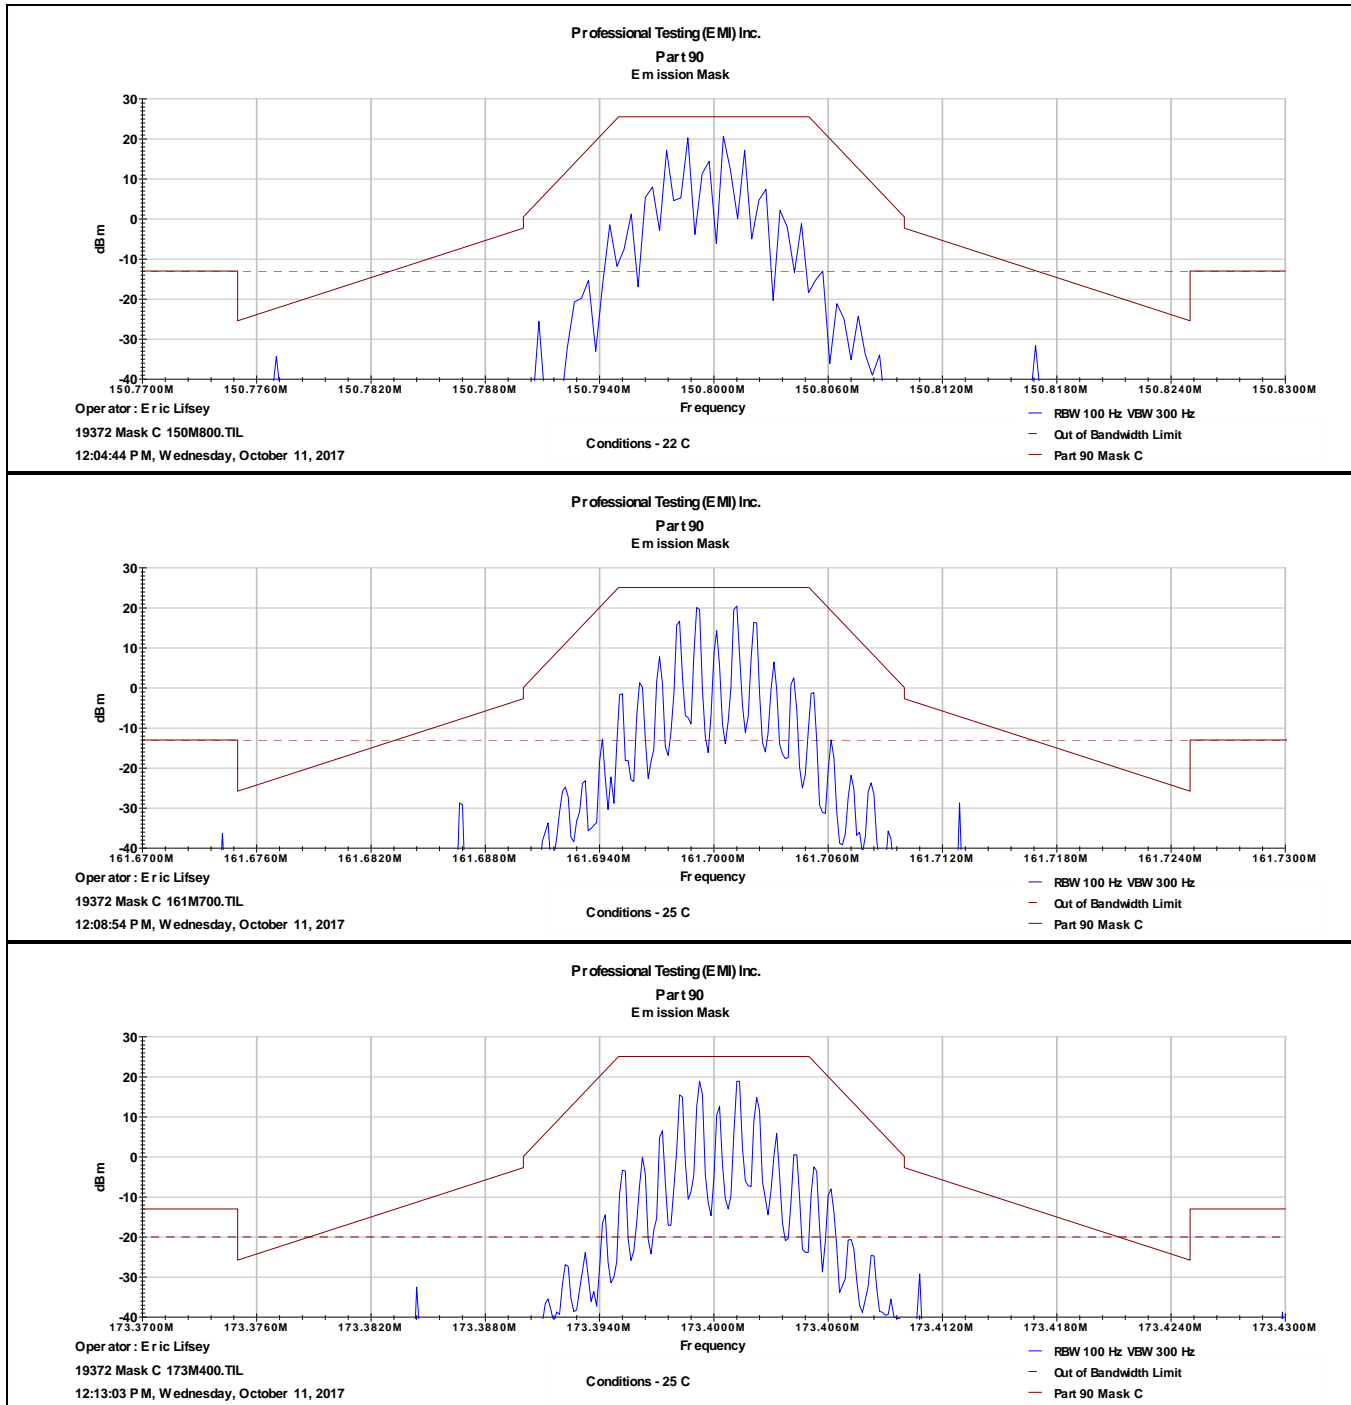 Professional Testing (EMI) Inc.
Part 90
Emission Mask
30
20
10
0
-10
-20
-30
-40
dBm
150.7700M 150.7760M 150.7820M 150.7880M 150.7940M 150.8000M 150.8060M 150.8120M 150.8180M 150.8240M 150.8300M
Operator: Eric Lifsey
Frequency
RBW 100 Hz VBW 300 Hz
19372 Mask C 150M800.TIL
Conditions - 22 C
Out of Bandwidth Limit
12:04:44 PM, Wednesday, October 11, 2017
Part 90 Mask C
Professional Testing (EMI) Inc.
Part 90
Emission Mask
30
20
10
0
-10
-20
-30
-40
dBm
161.6700M 161.6760M 161.6820M 161.6880M 161.6940M 161.7000M 161.7060M 161.7120M 161.7180M 161.7240M 161.7300M
Operator: Eric Lifsey
Frequency
RBW 100 Hz VBW 300 Hz
19372 Mask C 161M700.TIL
Conditions - 25 C
Out of Bandwidth Limit
12:08:54 PM, Wednesday, October 11, 2017
Part 90 Mask C
Professional Testing (EMI) Inc.
Part 90
Emission Mask
30
20
10
0
-10
-20
-30
-40
dBm
173.3700M 173.3760M 173.3820M 173.3880M 173.3940M 173.4000M 173.4060M 173.4120M 173.4180M 173.4240M 173.4300M
Operator: Eric Lifsey
Frequency
RBW 100 Hz VBW 300 Hz
19372 Mask C 173M400.TIL
Conditions - 25 C
Out of Bandwidth Limit
12:13:03 PM, Wednesday, October 11, 2017
Part 90 Mask C